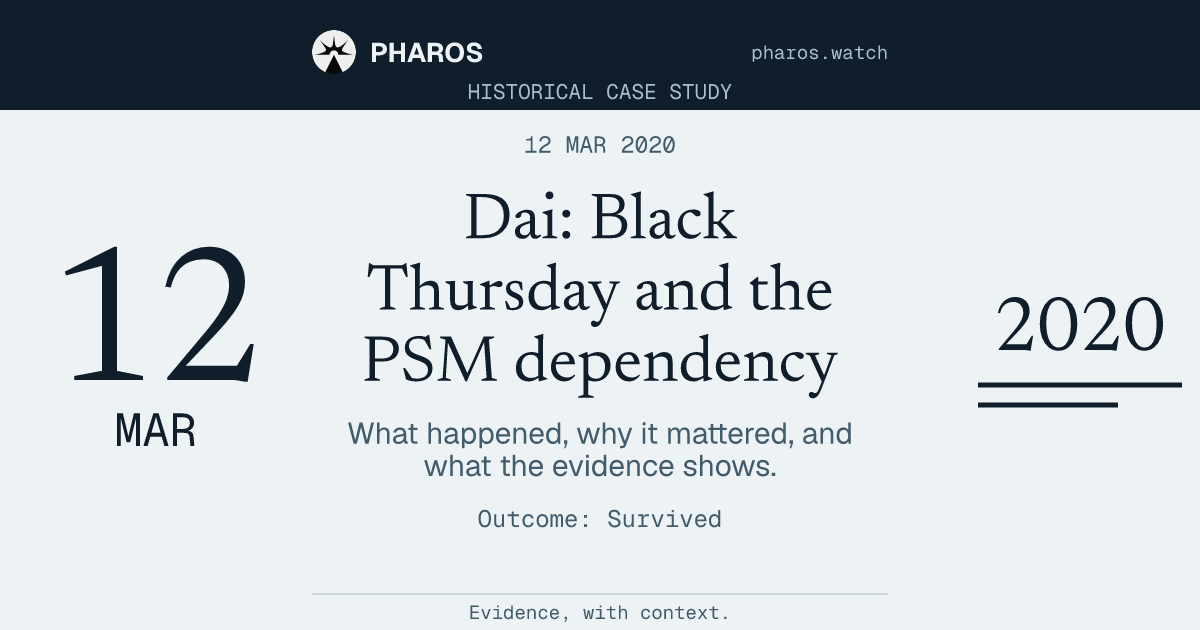 PHAROS
pharos.watch
HISTORICAL CASE STUDY
12 MAR 2020
Dai: Black
Thursday and the
PSM dependency
What happened, why it mattered, and
what the evidence shows.
Outcome: Survived
12
MAR
2020
Evidence, with context.